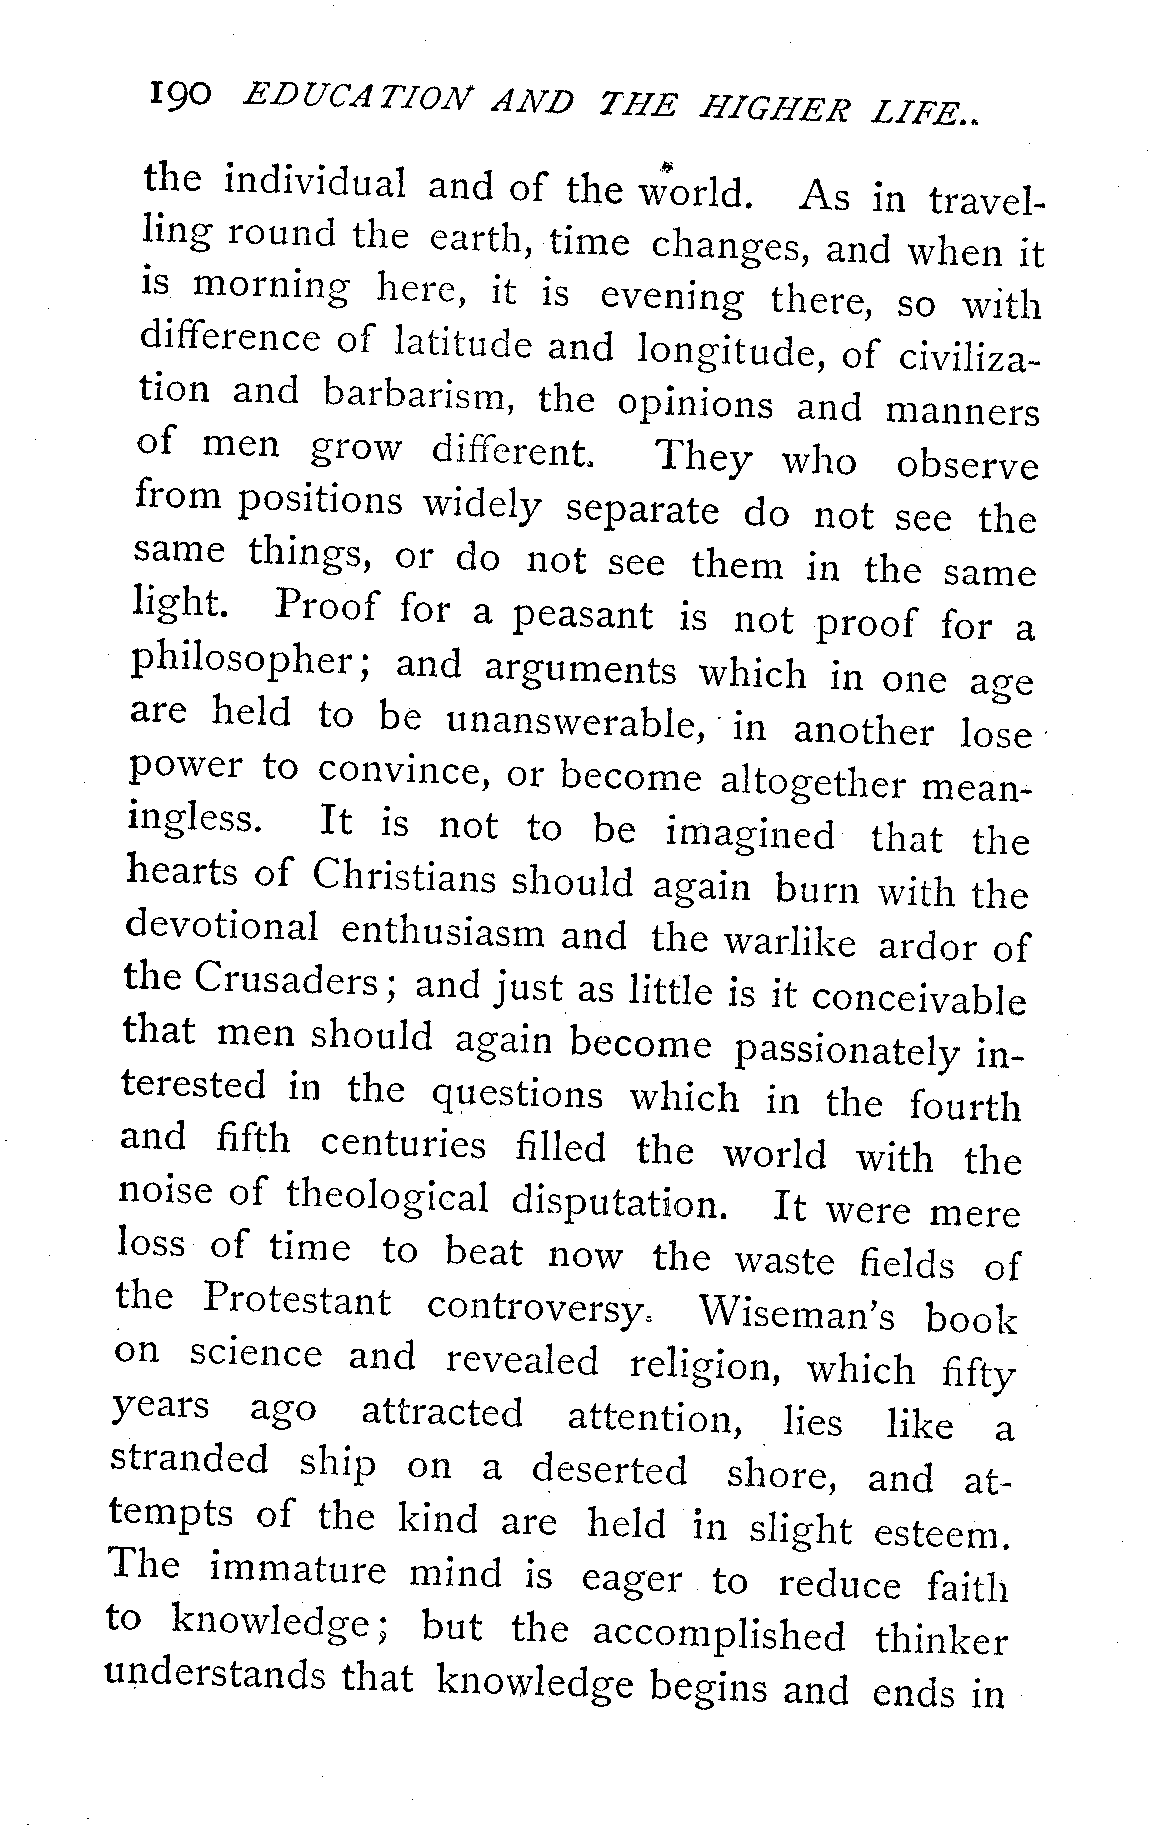 190 EDUCATION AND THE HIGHER LIFE..
the individual and of the world. As in travel-
ling round the earth, time changes, and when it
is morning here, it is evening there, so with
difference of latitude and longitude, of civiliza-
tion and barbarism, the opinions and manners
of men grow different. They who observe
from positions widely separate do not see the
same things, or do not see them in the same
light. Proof for a peasant is not proof for a
philosopher; and arguments which in one age
are held to be unanswerable, in another lose
power to convince, or become altogether mean-
ingless. It is not to be imagined that the
hearts of Christians should again burn with the
devotional enthusiasm and the warlike ardor of
the Crusaders; and just as little is it conceivable
that men should again become passionately in-
terested in the questions which in the fourth
and fifth centuries filled the world with the
noise of theological disputation. It were mere
loss of time to beat now the waste fields of
the Protestant controversy. Wiseman's book
on science and revealed religion, which fifty
years ago attracted attention, lies like a
stranded ship on a deserted shore, and at-
tempts of the kind are held in slight esteem.
The immature mind is eager to reduce faith
to knowledge; but the accomplished thinker
understands that knowledge begins and ends in